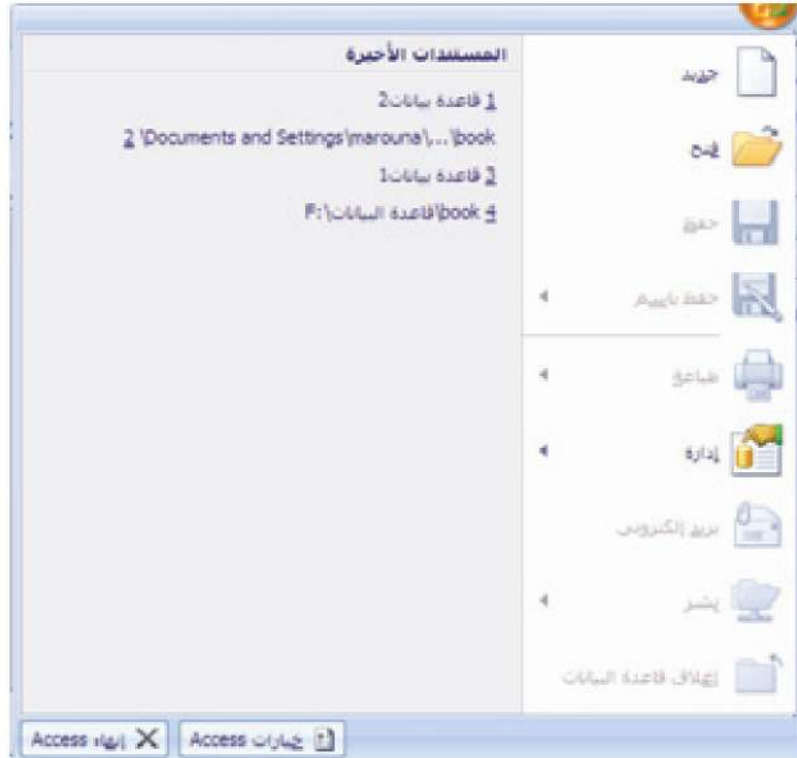 جديد
فتح
حفظ
حفظ باسم
طباعة
إدارة
بريد إلكتروني
نشر
إغلاق قاعدة البيانات
المستندات الأخيرة
1 قاعدة بيانات2
2 \Documents and Settings\marouna\...\book
3 قاعدة بيانات1
4 book\قاعدة البيانات\:F
خيارات Access
إنهاء Access